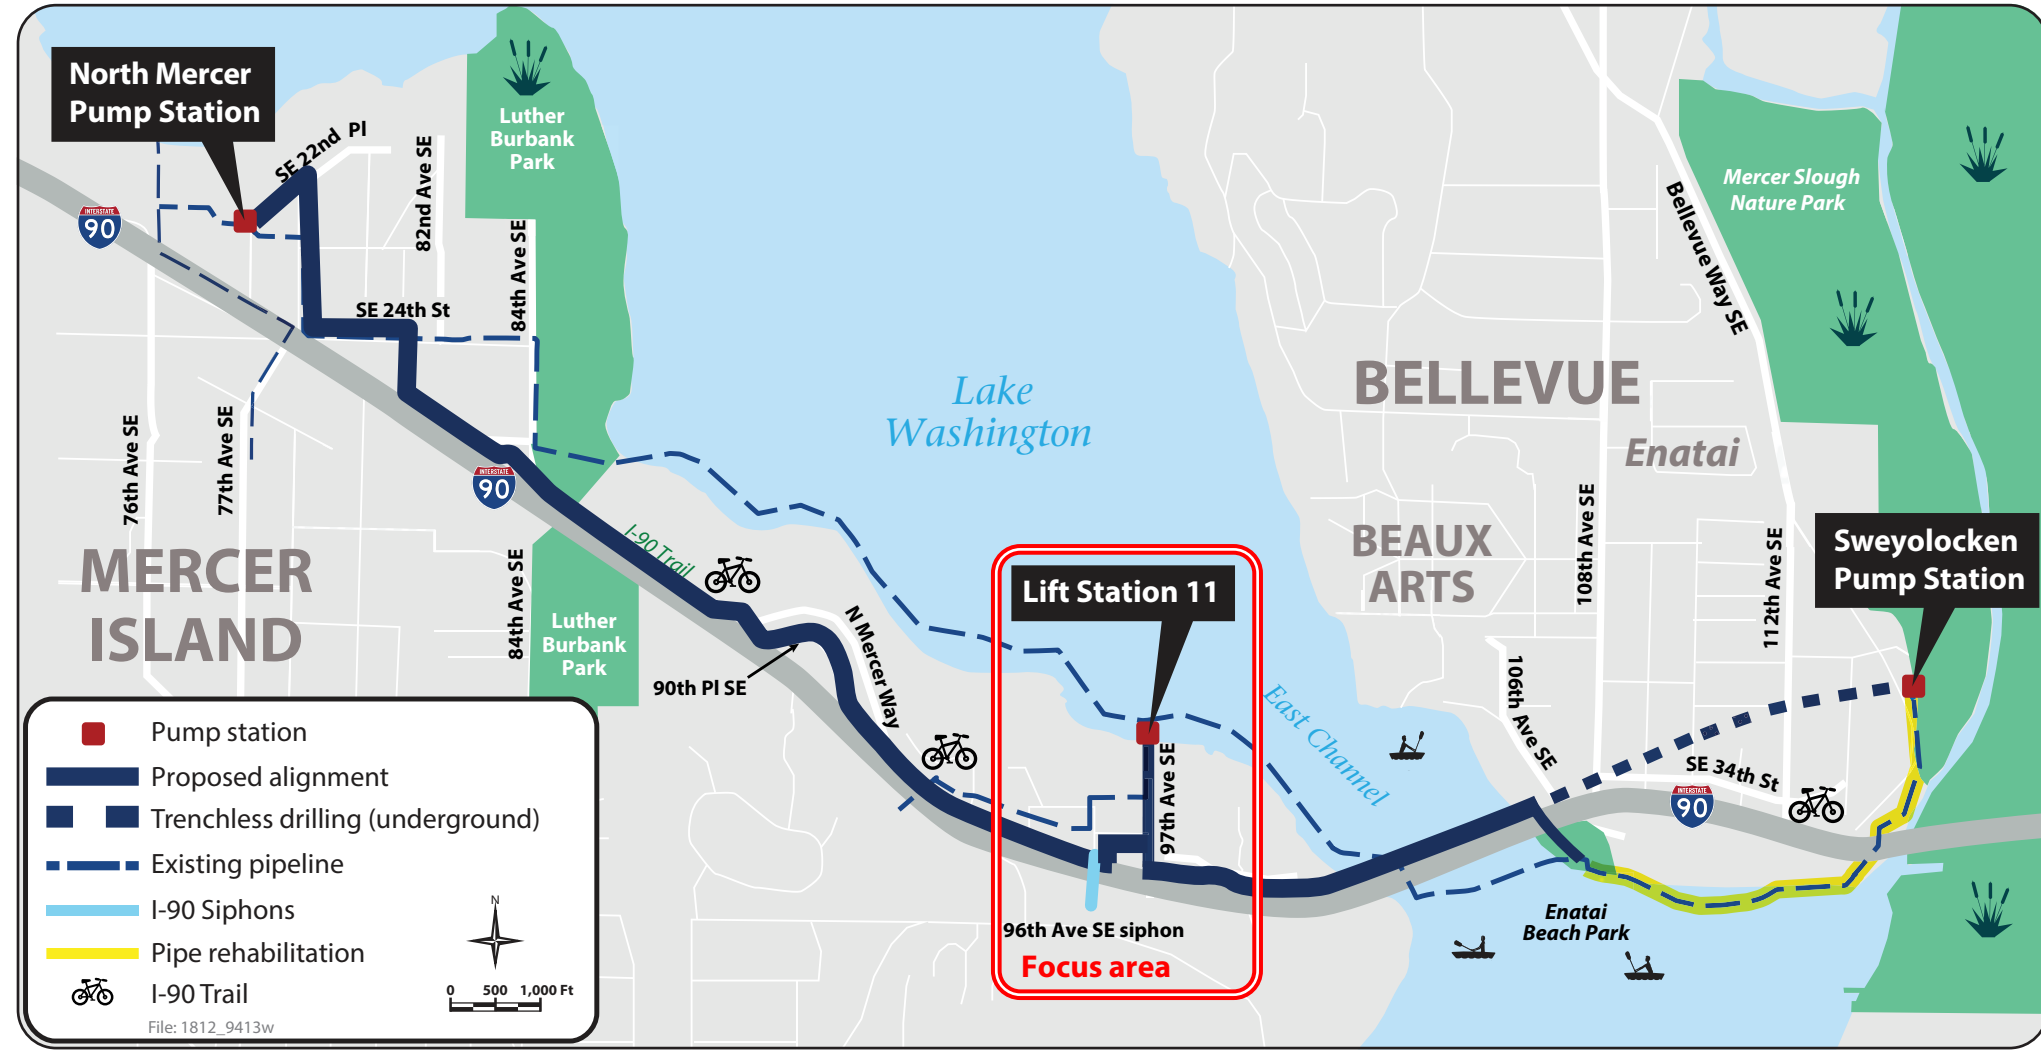 North Mercer
Pump Station
SE 22nd Pl
82nd Ave SE
84th Ave SE
Luther
Burbank
Park
INTERSTATE
90
SE 24th St
76th Ave SE
77th Ave SE
MERCER
ISLAND
INTERSTATE
90
84th Ave SE
I-90 Trail
Luther
Burbank
Park
90th Pl SE
N Mercer Way
Lake
Washington
Lift Station 11
97th Ave SE
96th Ave SE siphon
Focus area
East Channel
BELLEVUE
Enatai
BEAUX
ARTS
Bellevue Way SE
Mercer Slough
Nature Park
108th Ave SE
112th Ave SE
106th Ave SE
Sweyolocken
Pump Station
SE 34th St
INTERSTATE
90
Enatai
Beach Park
Pump station
Proposed alignment
Trenchless drilling (underground)
Existing pipeline
I-90 Siphons
Pipe rehabilitation
I-90 Trail
File: 1812_9413w
N
0 500 1,000 Ft